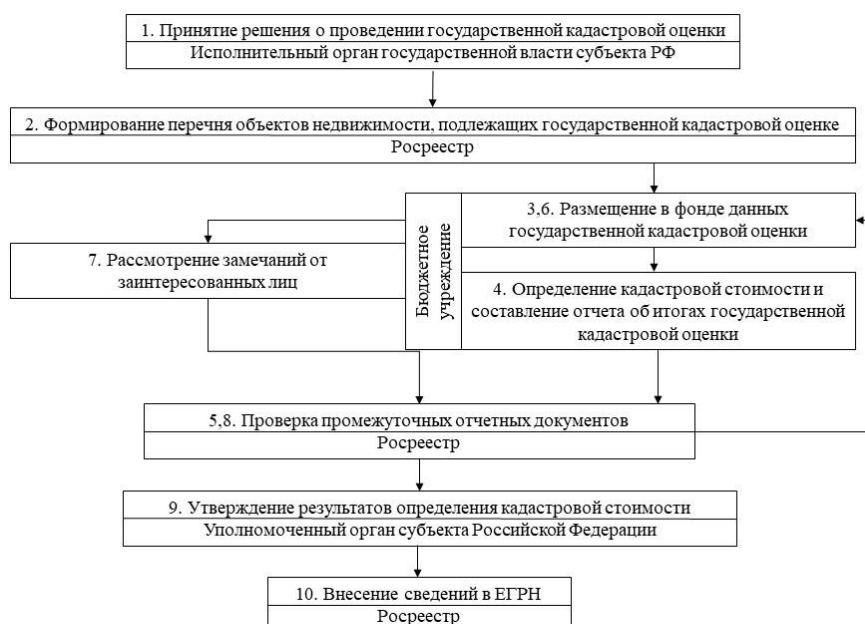 1. Принятие решения о проведении государственной кадастровой оценки
Исполнительный орган государственной власти субъекта РФ
2. Формирование перечня объектов недвижимости, подлежащих государственной кадастровой оценке
Росреестр
Бюджетное
учреждение
3,6. Размещение в фонде данных
государственной кадастровой оценки
7. Рассмотрение замечаний от
заинтересованных лиц
4. Определение кадастровой стоимости и
составление отчета об итогах государственной
кадастровой оценки
5,8. Проверка промежуточных отчетных документов
Росреестр
9. Утверждение результатов определения кадастровой стоимости
Уполномоченный орган субъекта Российской Федерации
10. Внесение сведений в ЕГРН
Росреестр